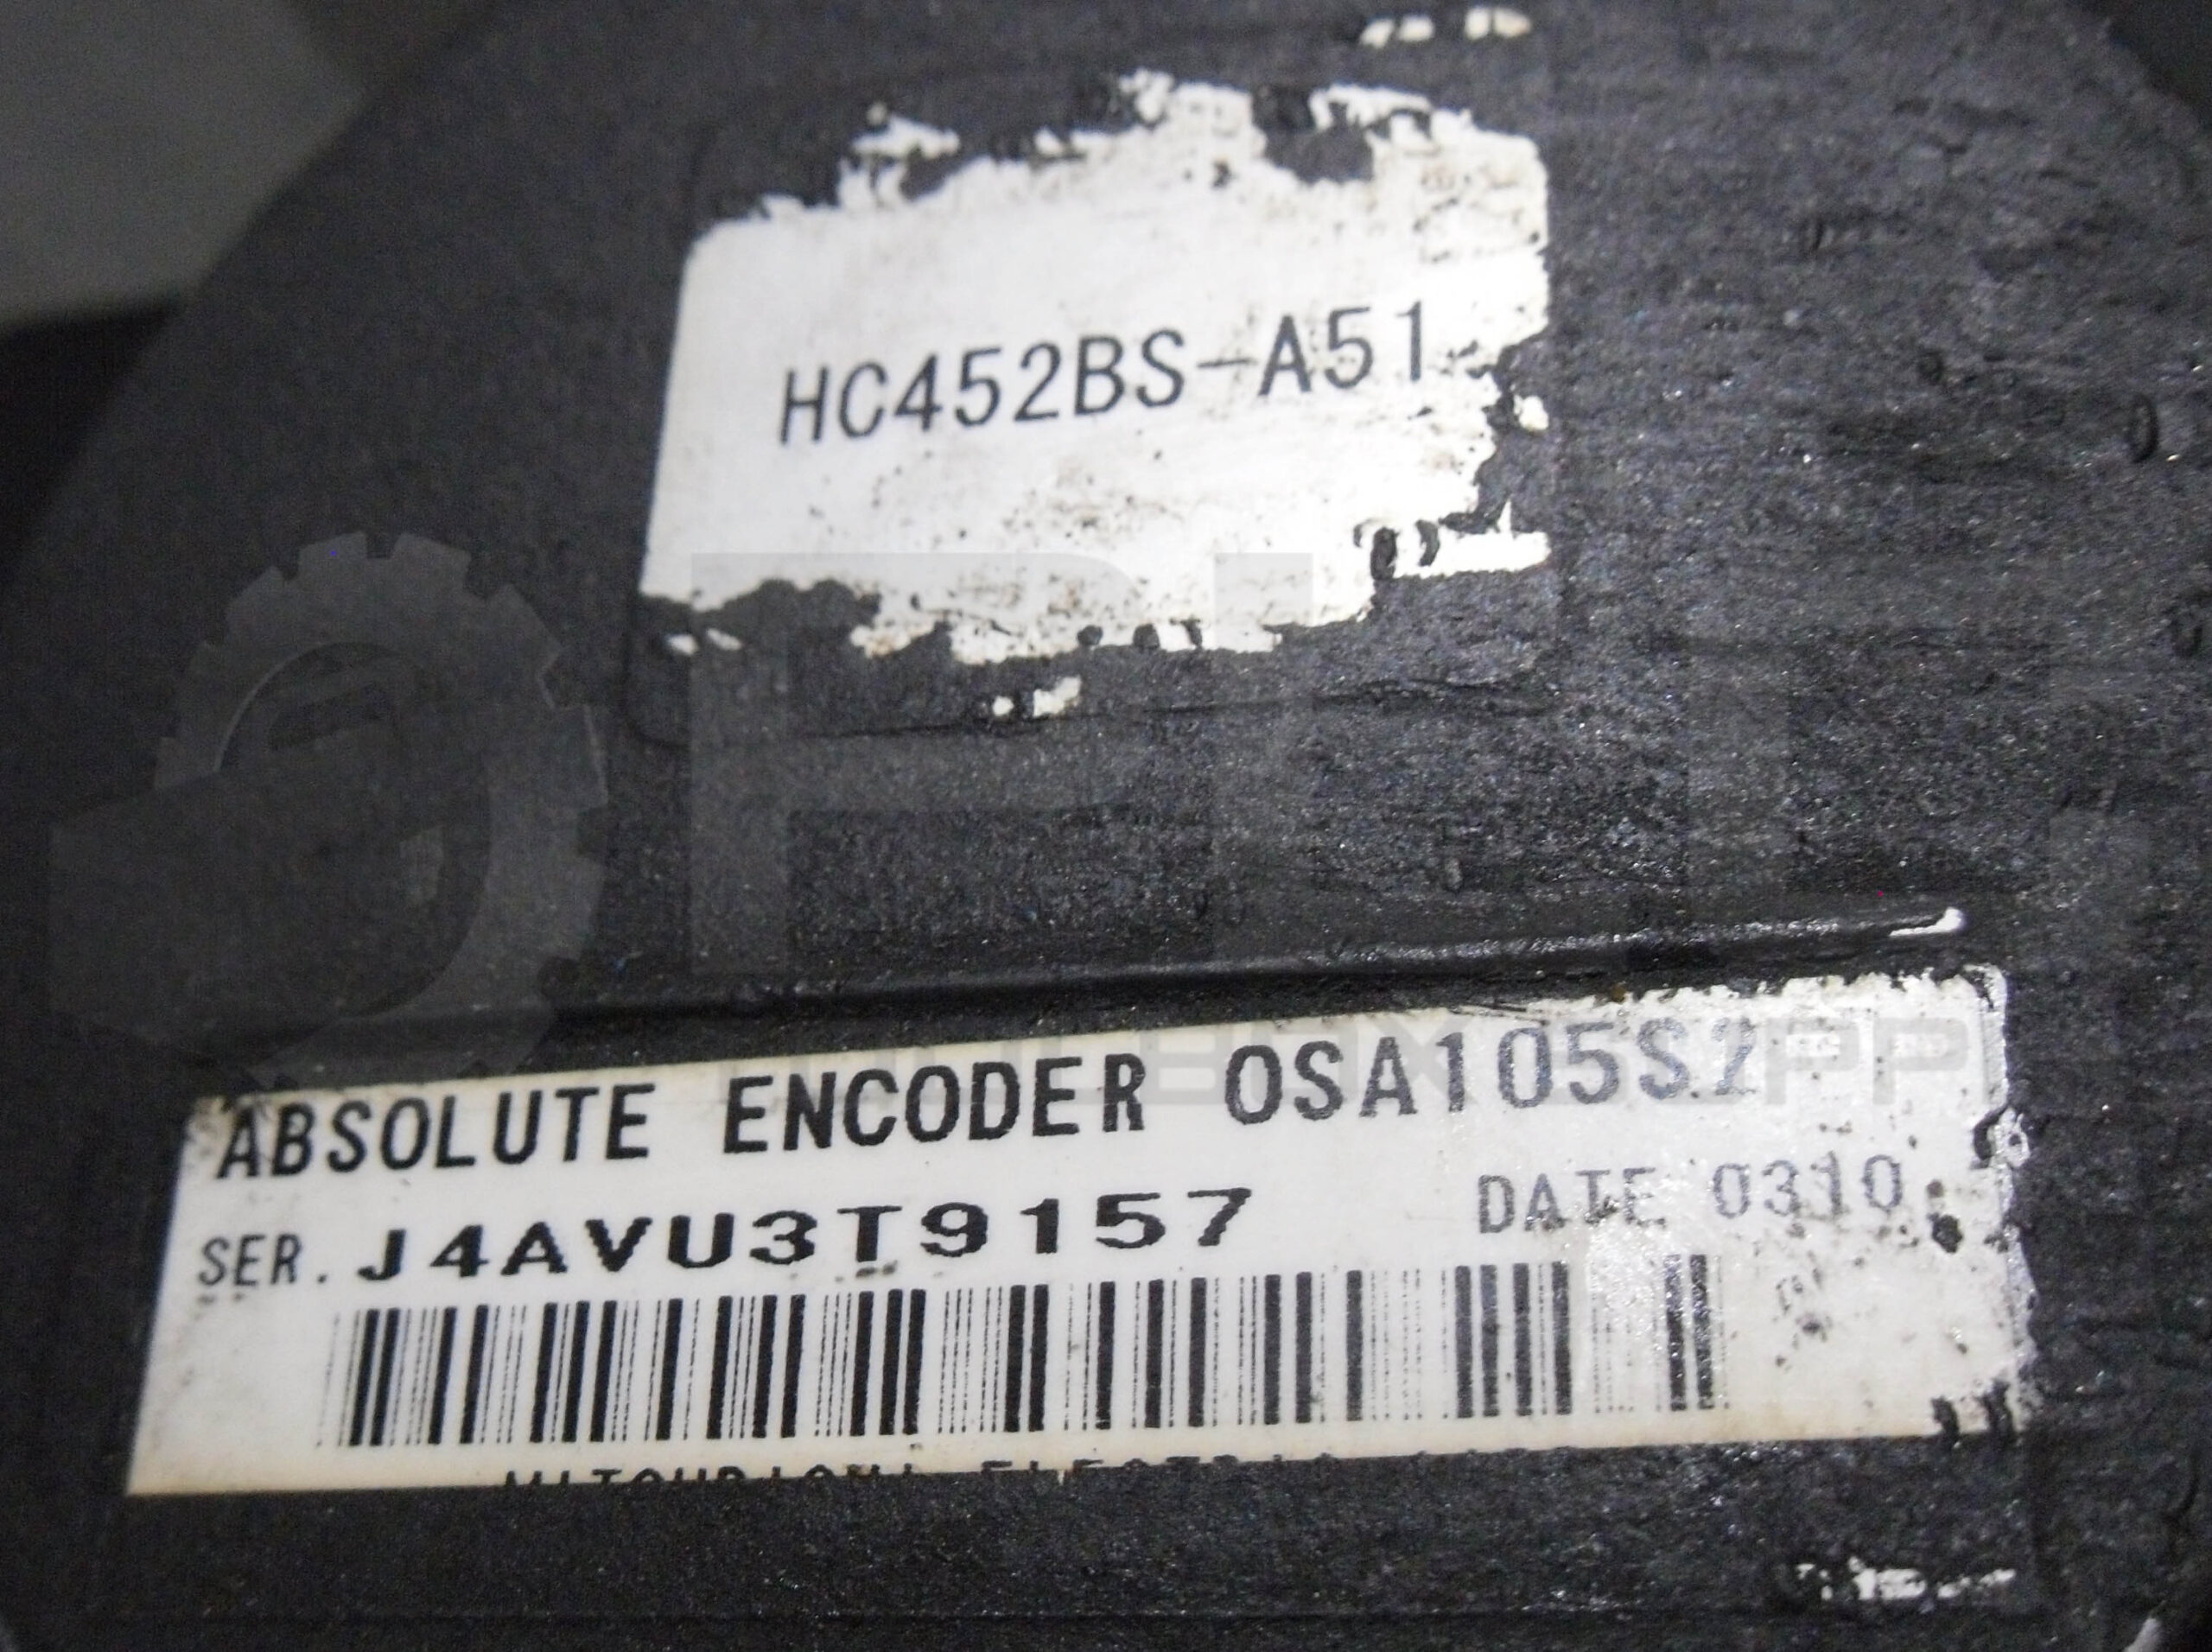 HC452BS-A51
ABSOLUTE ENCODER OSA105S2
SER. J4AVU3T9157 DATE 0310